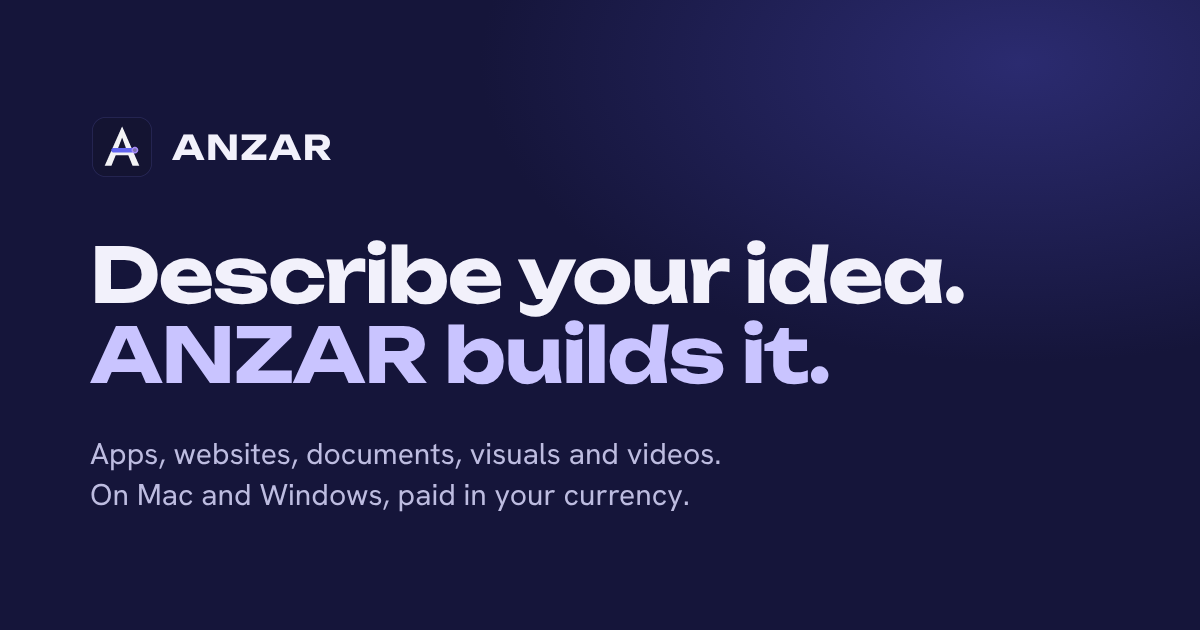 ANZAR
Describe your idea.
ANZAR builds it.
Apps, websites, documents, visuals and videos.
On Mac and Windows, paid in your currency.